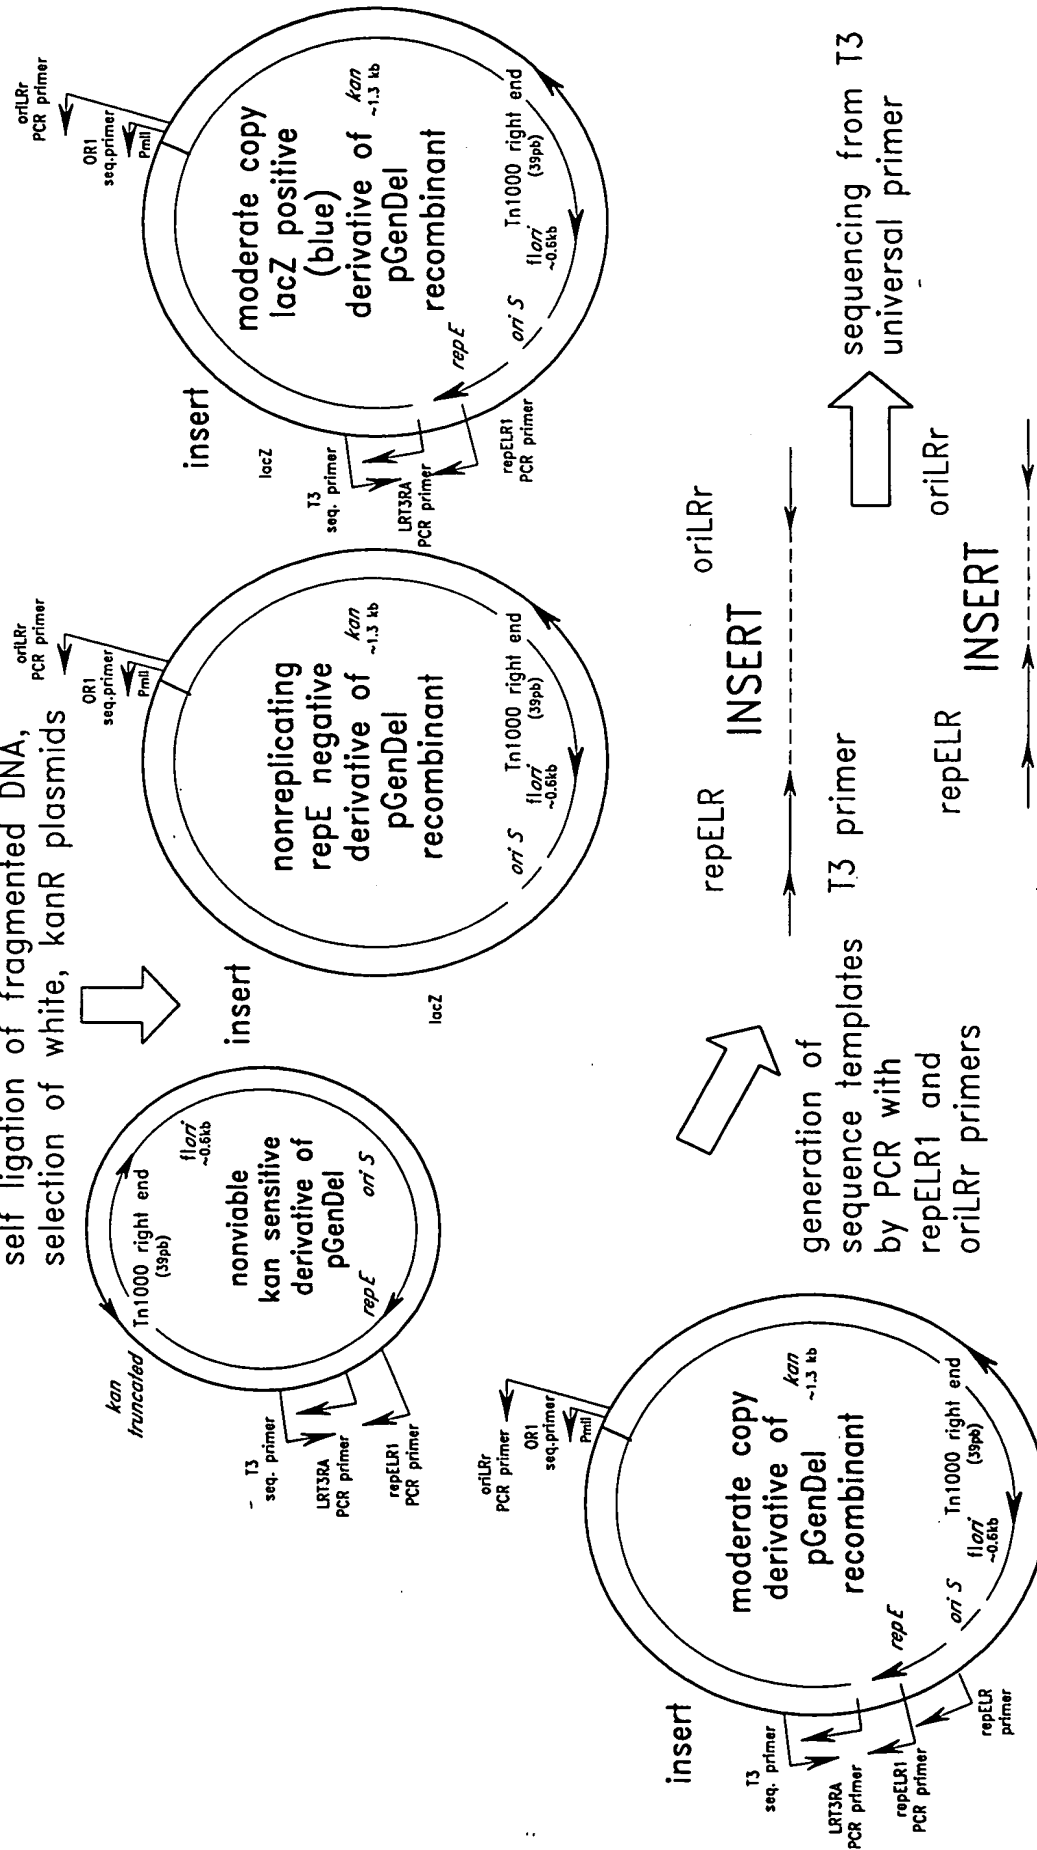 self ligation of fragmented DNA,
selection of white, kanR plasmids
kan
truncated
Tn1000 right end
(39pb)
f1ori
~0.6kb
nonviable
kan sensitive
derivative of
pGenDel
ori S
repE
T3
seq. primer
LRT3RA
PCR primer
repELR1
PCR primer
insert
lacZ
oriLRr
PCR primer
OR1
seq.primer
PmlI
nonreplicating
repE negative
derivative of
pGenDel
recombinant
kan
~1.3 kb
Tn1000 right end
(39pb)
f1ori
~0.6kb
ori S
insert
lacZ
oriLRr
PCR primer
OR1
seq.primer
PmlI
moderate copy
lacZ positive
(blue)
derivative of
pGenDel
recombinant
kan
~1.3 kb
Tn1000 right end
(39pb)
f1ori
~0.6kb
ori S
repE
T3
seq. primer
LRT3RA
PCR primer
repELR1
PCR primer
insert
oriLRr
PCR primer
OR1
seq.primer
PmlI
moderate copy
derivative of
pGenDel
recombinant
kan
~1.3 kb
Tn1000 right end
(39pb)
f1ori
~0.6kb
ori S
repE
T3
seq. primer
LRT3RA
PCR primer
repELR1
PCR primer
repELR
primer
generation of
sequence templates
by PCR with
repELR1 and
oriLRr primers
repELR
oriLRr
INSERT
T3 primer
sequencing from T3
universal primer
repELR
oriLRr
INSERT